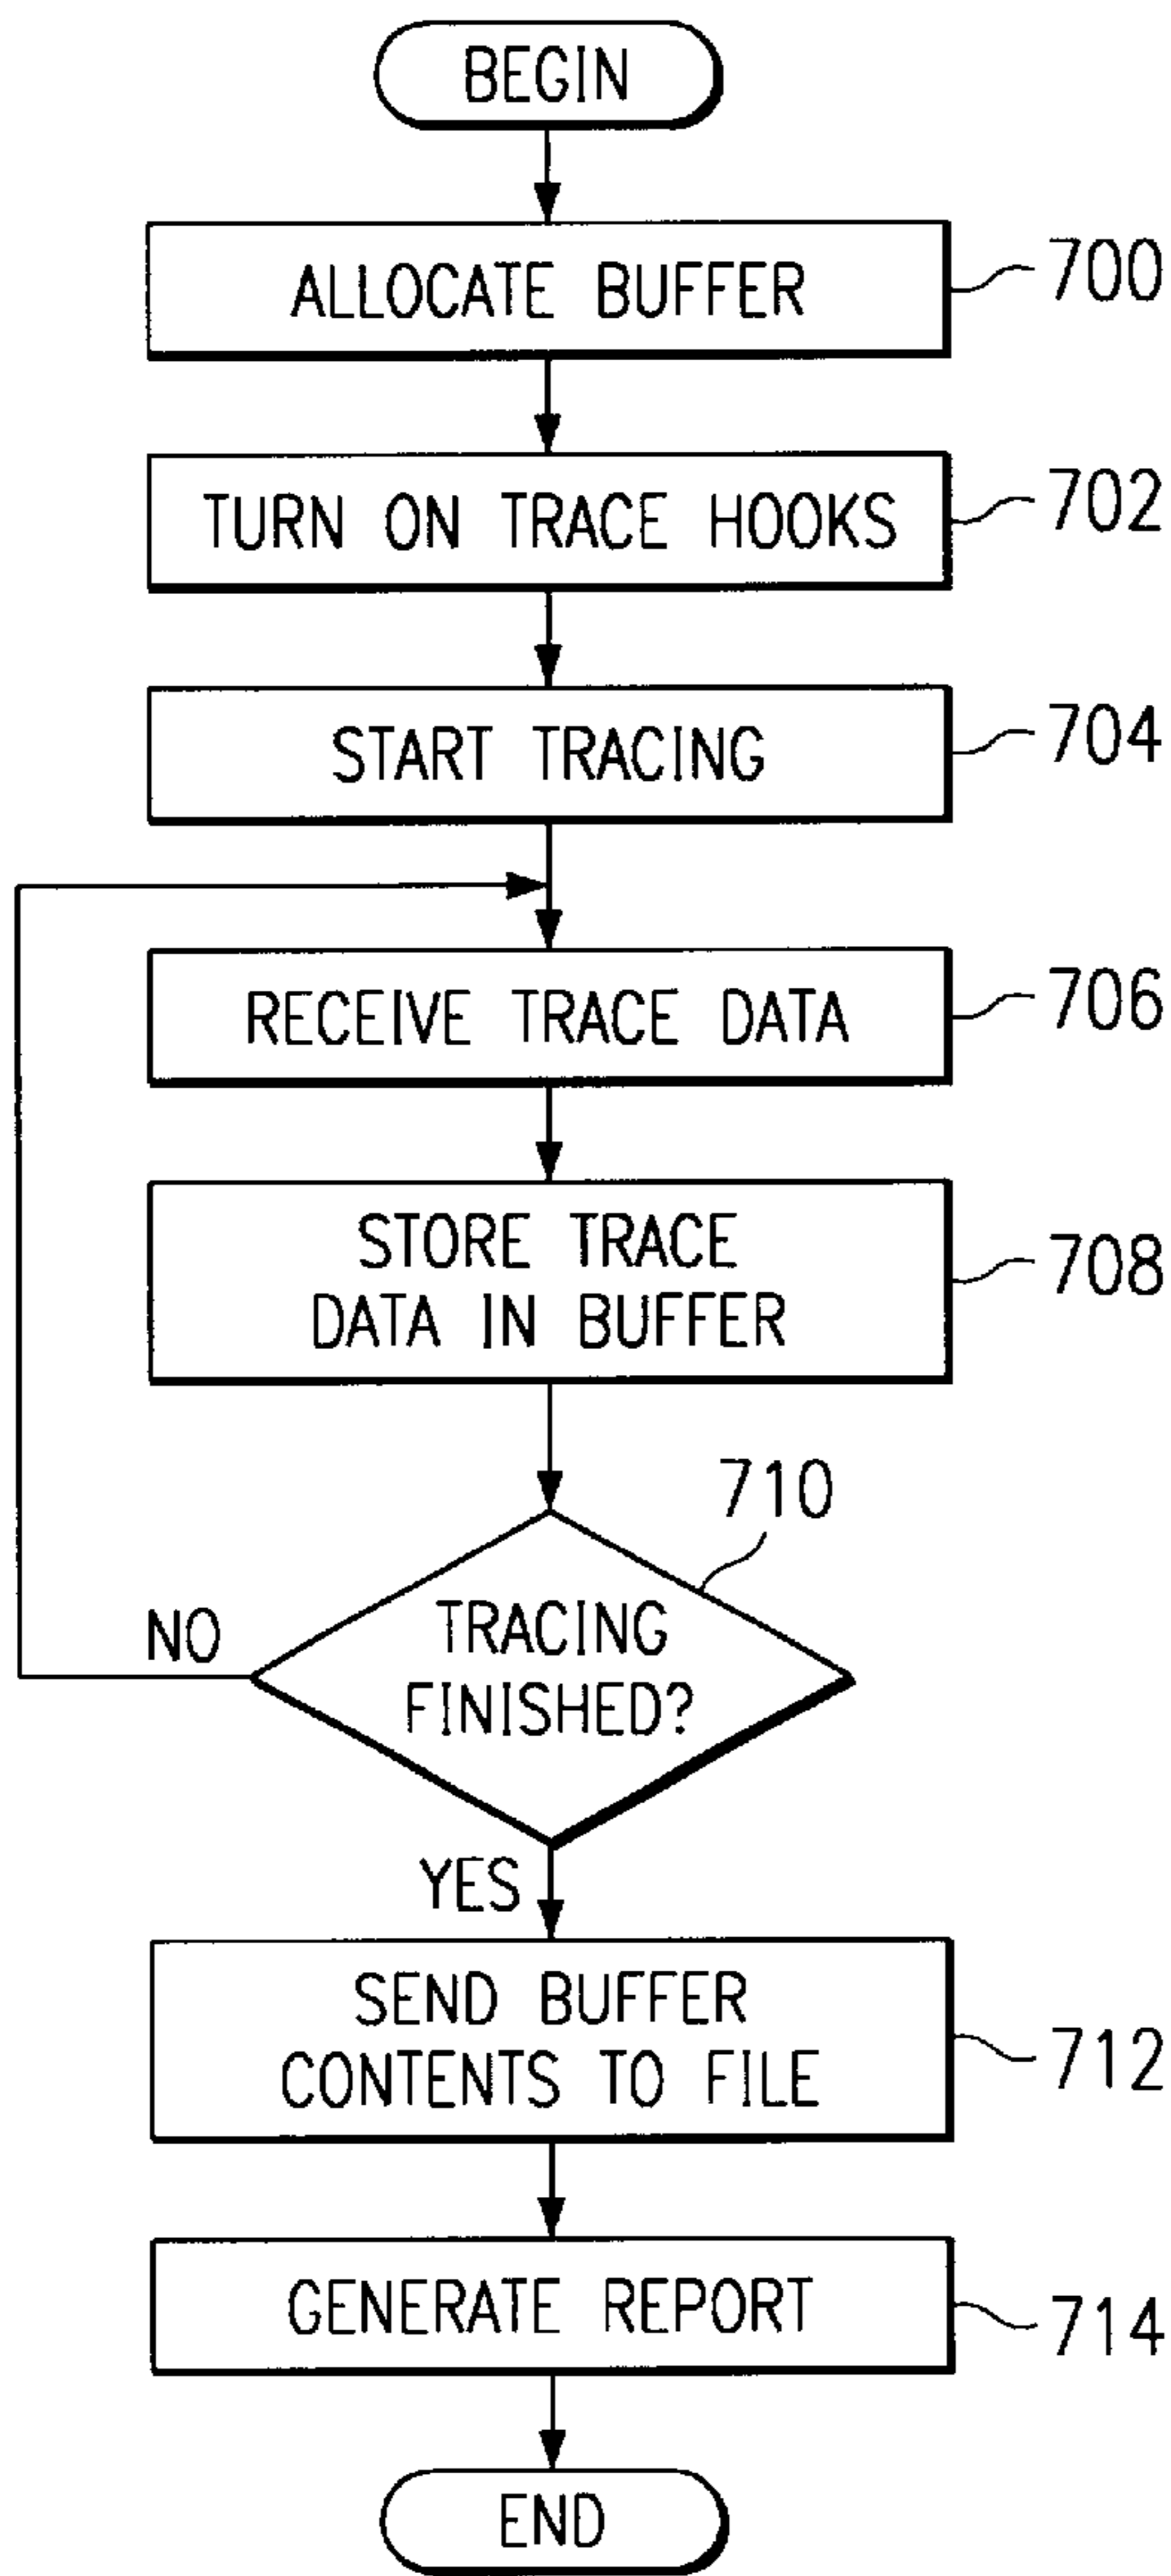 BEGIN
ALLOCATE BUFFER
700
TURN ON TRACE HOOKS
702
START TRACING
704
RECEIVE TRACE DATA
706
STORE TRACE
DATA IN BUFFER
708
710
TRACING
FINISHED?
NO
YES
SEND BUFFER
CONTENTS TO FILE
712
GENERATE REPORT
714
END